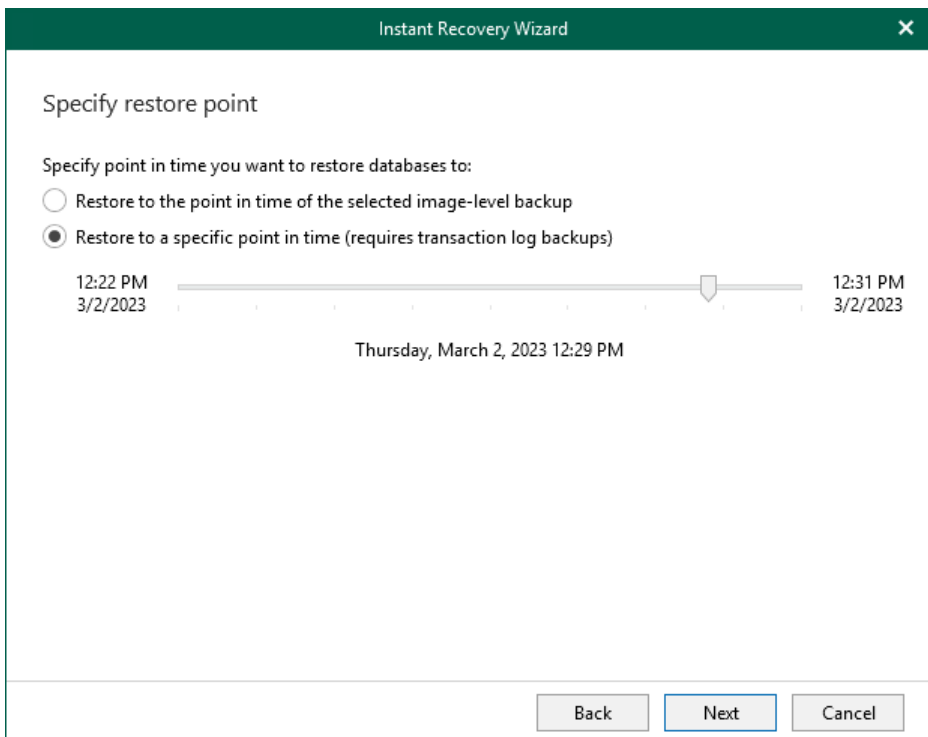 Instant Recovery Wizard
Specify restore point
Specify point in time you want to restore databases to:
Restore to the point in time of the selected image-level backup
Restore to a specific point in time (requires transaction log backups)
12:22 PM
3/2/2023
12:31 PM
3/2/2023
Thursday, March 2, 2023 12:29 PM
Back
Next
Cancel